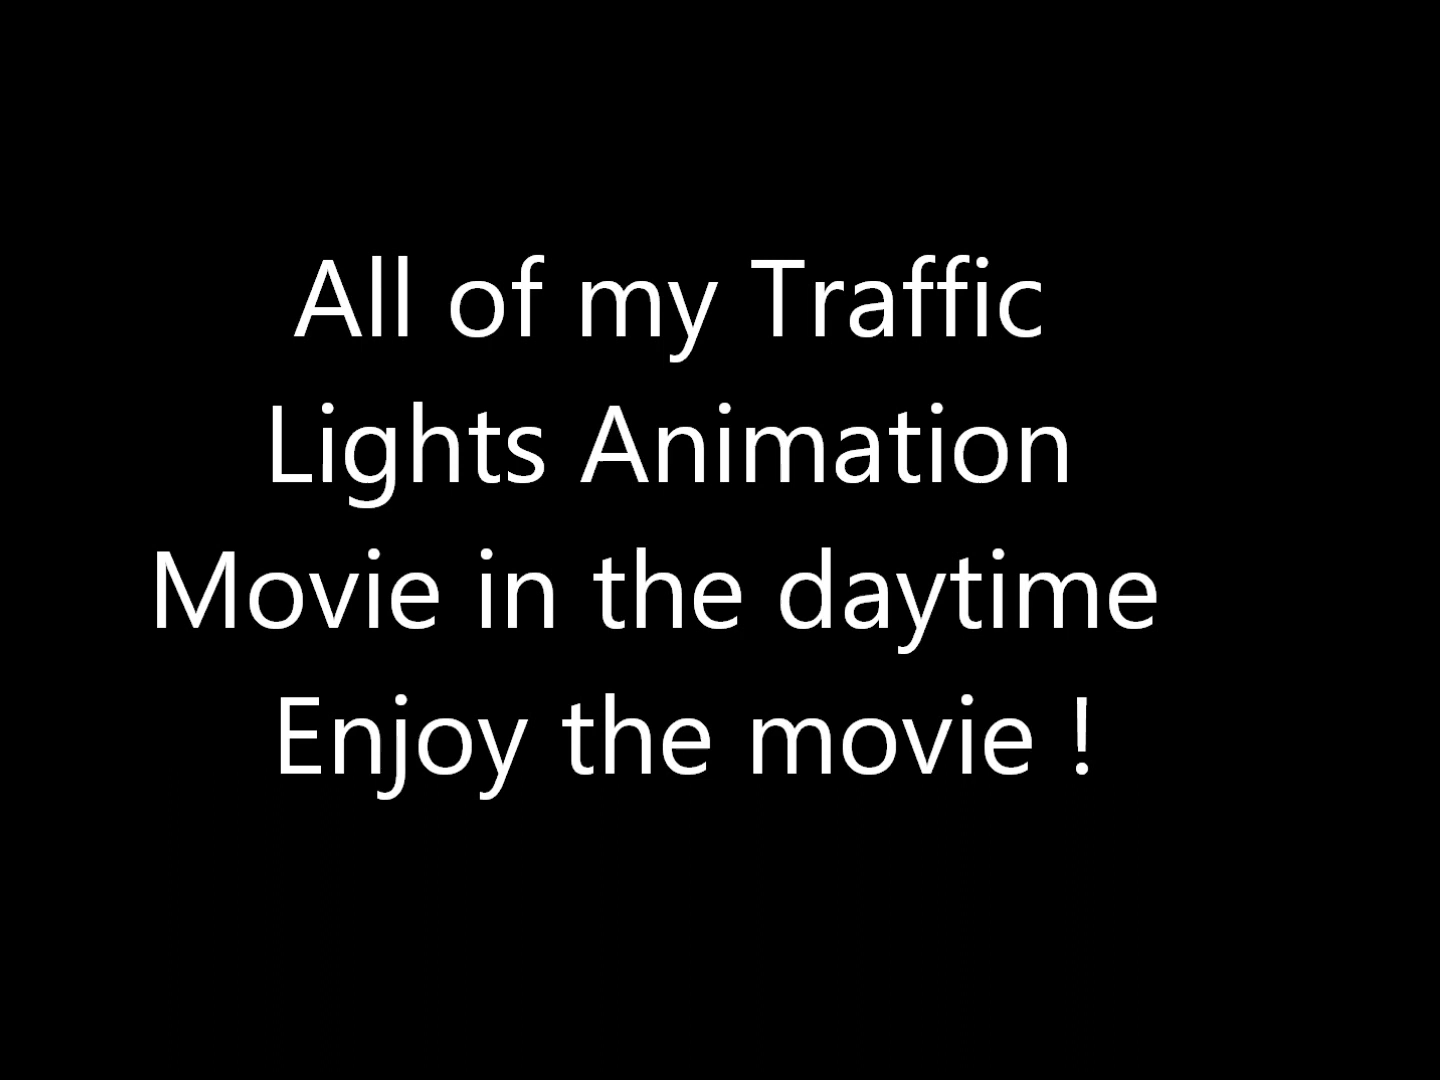 All of my Traffic
Lights Animation
Movie in the daytime
Enjoy the movie !